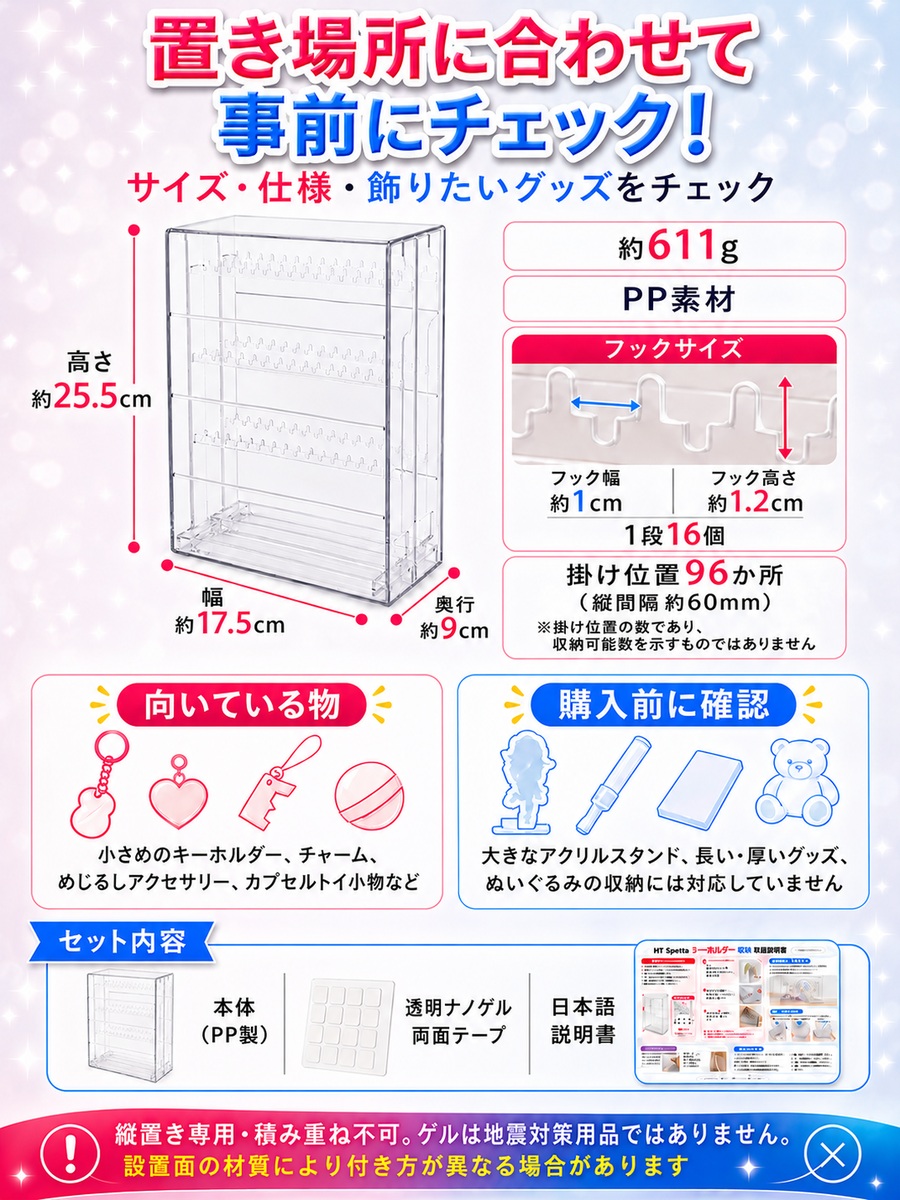 置き場所に合わせて
事前にチェック!
サイズ・仕様・飾りたいグッズをチェック
高さ
約25.5cm
幅
約17.5cm
奥行
約9cm
約611g
PP素材
フックサイズ
フック幅
約1cm
フック高さ
約1.2cm
1段16個
掛け位置96か所
(縦間隔 約60mm)
※掛け位置の数であり、
収納可能数を示すものではありません
向いている物
小さめのキーホルダー、チャーム、
めじるしアクセサリー、カプセルトイ小物など
購入前に確認
大きなアクリルスタンド、長い・厚いグッズ、
ぬいぐるみの収納には対応していません
セット内容
本体
(PP製)
透明ナノゲル
両面テープ
日本語
説明書
HT Spetta キーホルダー 収納 取扱説明書
縦置き専用・積み重ね不可。ゲルは地震対策用品ではありません。
設置面の材質により付き方が異なる場合があります